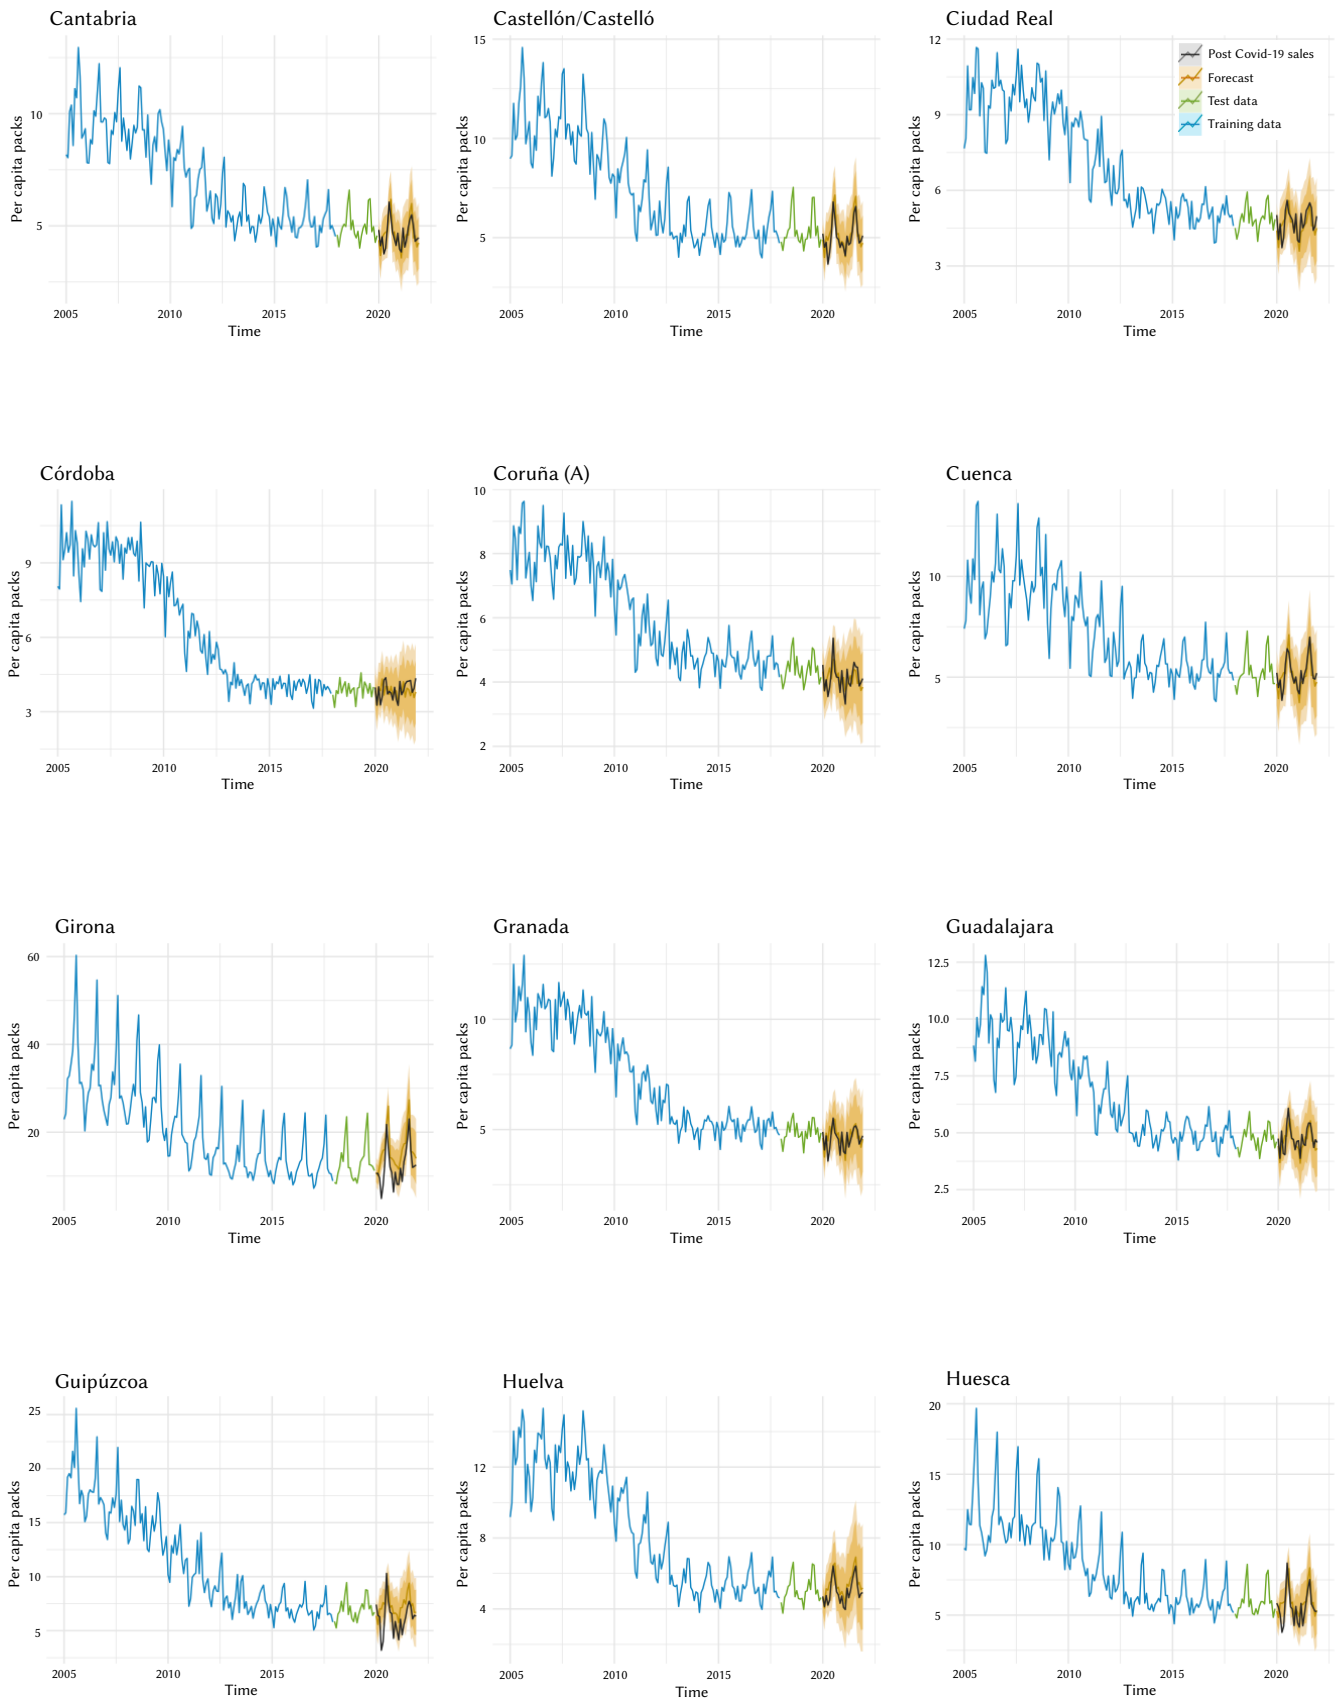 Cantabria
Per capita packs
10
5
2005 2010 2015 2020
Time
Castellón/Castelló
Per capita packs
15
10
5
2005 2010 2015 2020
Time
Ciudad Real
Per capita packs
12
9
6
3
2005 2010 2015 2020
Time
Post Covid-19 sales
Forecast
Test data
Training data
Córdoba
Per capita packs
9
6
3
2005 2010 2015 2020
Time
Coruña (A)
Per capita packs
10
8
6
4
2
2005 2010 2015 2020
Time
Cuenca
Per capita packs
10
5
2005 2010 2015 2020
Time
Girona
Per capita packs
60
40
20
2005 2010 2015 2020
Time
Granada
Per capita packs
10
5
2005 2010 2015 2020
Time
Guadalajara
Per capita packs
12.5
10.0
7.5
5.0
2.5
2005 2010 2015 2020
Time
Guipúzcoa
Per capita packs
25
20
15
10
5
2005 2010 2015 2020
Time
Huelva
Per capita packs
12
8
4
2005 2010 2015 2020
Time
Huesca
Per capita packs
20
15
10
5
2005 2010 2015 2020
Time